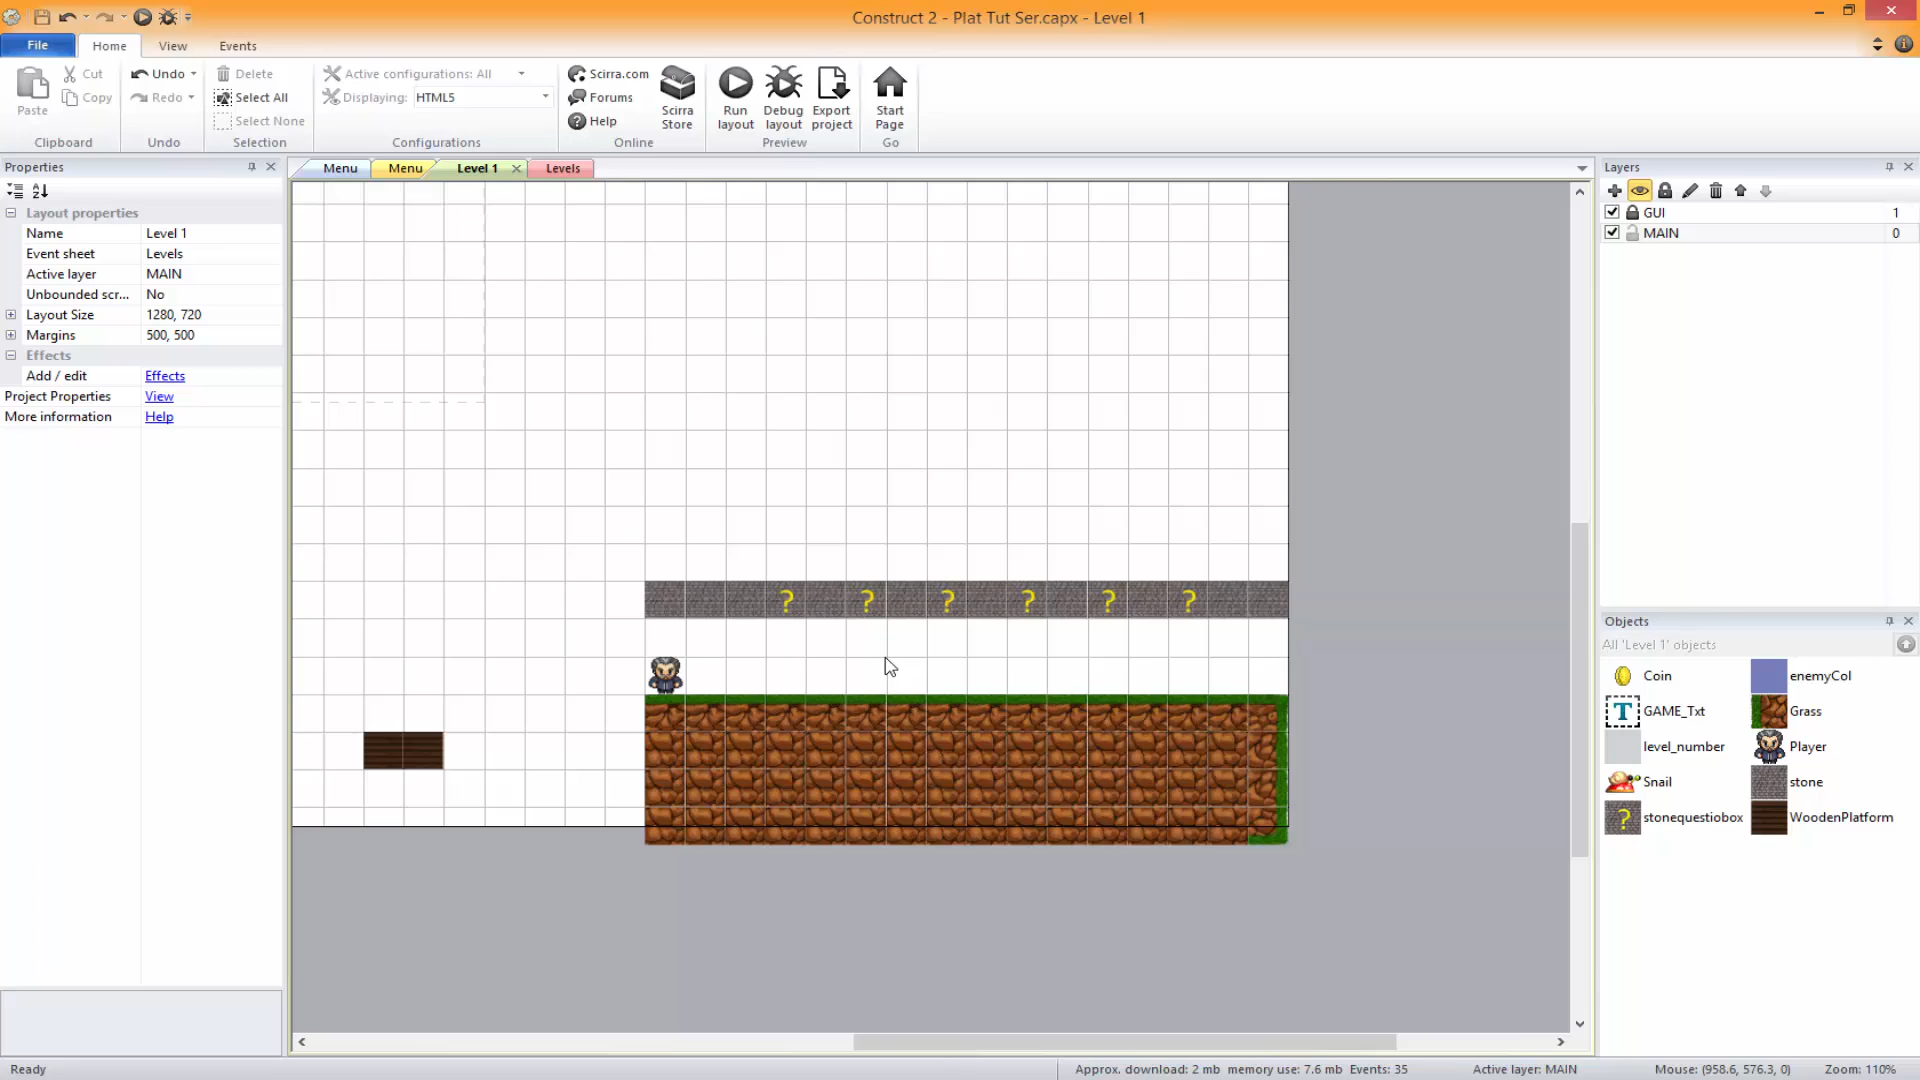 Construct 2 - Plat Tut Ser.capx - Level 1
File Home View Events
Paste
Cut
Copy
Clipboard
Undo
Redo
Undo
Delete
Select All
Select None
Selection
Active configurations: All
Displaying: HTML5
Configurations
Scirra.com
Forums
Help
Scirra Store
Online
Run layout
Debug layout
Export project
Preview
Start Page
Go
Properties
Menu Menu Level 1 Levels
Layout properties
Name Level 1
Event sheet Levels
Active layer MAIN
Unbounded scr... No
Layout Size 1280, 720
Margins 500, 500
Effects
Add / edit Effects
Project Properties View
More information Help
? ? ? ? ? ?
Layers
GUI 1
MAIN 0
Objects
All 'Level 1' objects
Coin enemyCol
T GAME_Txt Grass
level_number Player
Snail stone
? stonequestiobox WoodenPlatform
Ready
Approx. download: 2 mb memory use: 7.6 mb Events: 35
Active layer: MAIN
Mouse: (958.6, 576.3, 0)
Zoom: 110%